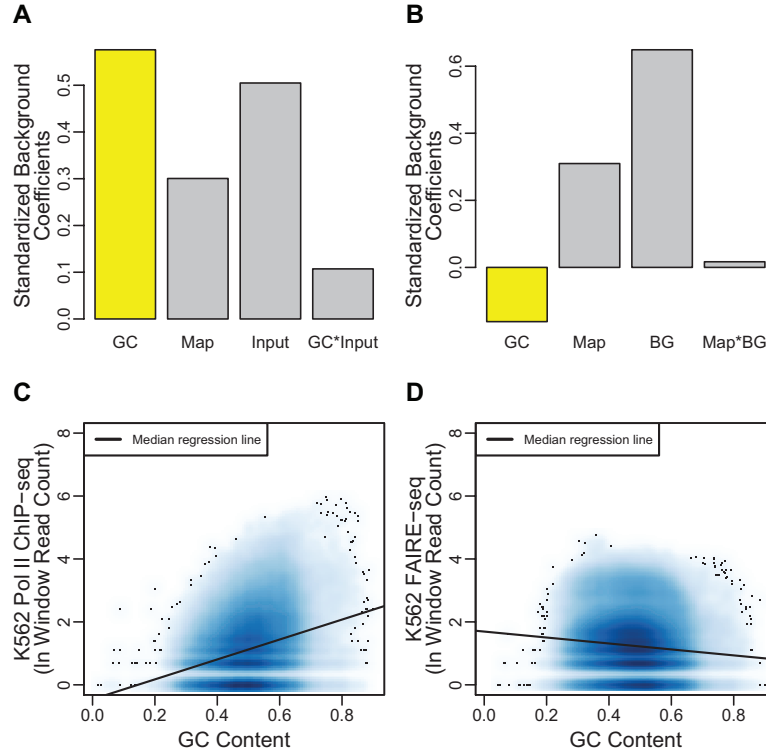 A
Standardized Background
Coefficients
0.0
0.1
0.2
0.3
0.4
0.5
GC
Map
Input
GC*Input
B
Standardized Background
Coefficients
0.0
0.2
0.4
0.6
GC
Map
BG
Map*BG
C
K562 Pol II ChIP−seq
(ln Window Read Count)
0
2
4
6
8
Median regression line
0.0
0.2
0.4
0.6
0.8
GC Content
D
K562 FAIRE−seq
(ln Window Read Count)
0
2
4
6
8
Median regression line
0.0
0.2
0.4
0.6
0.8
GC Content